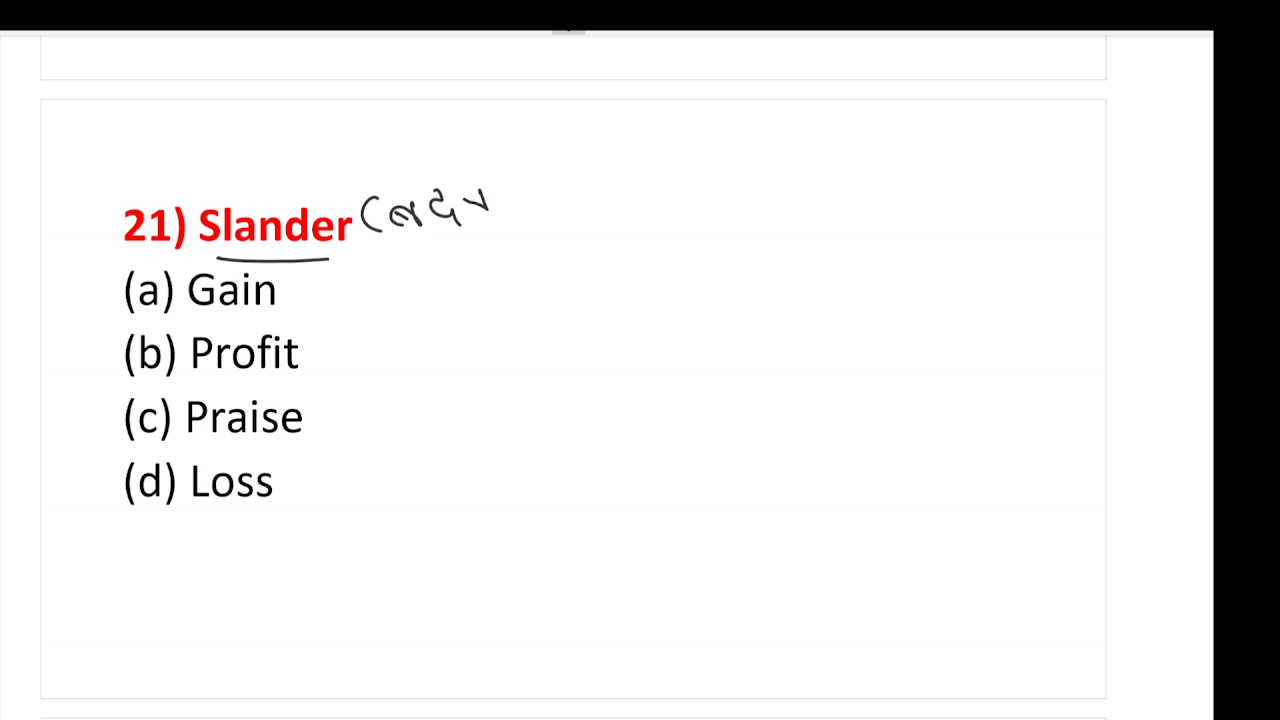 21) Slander
(a) Gain
(b) Profit
(c) Praise
(d) Loss